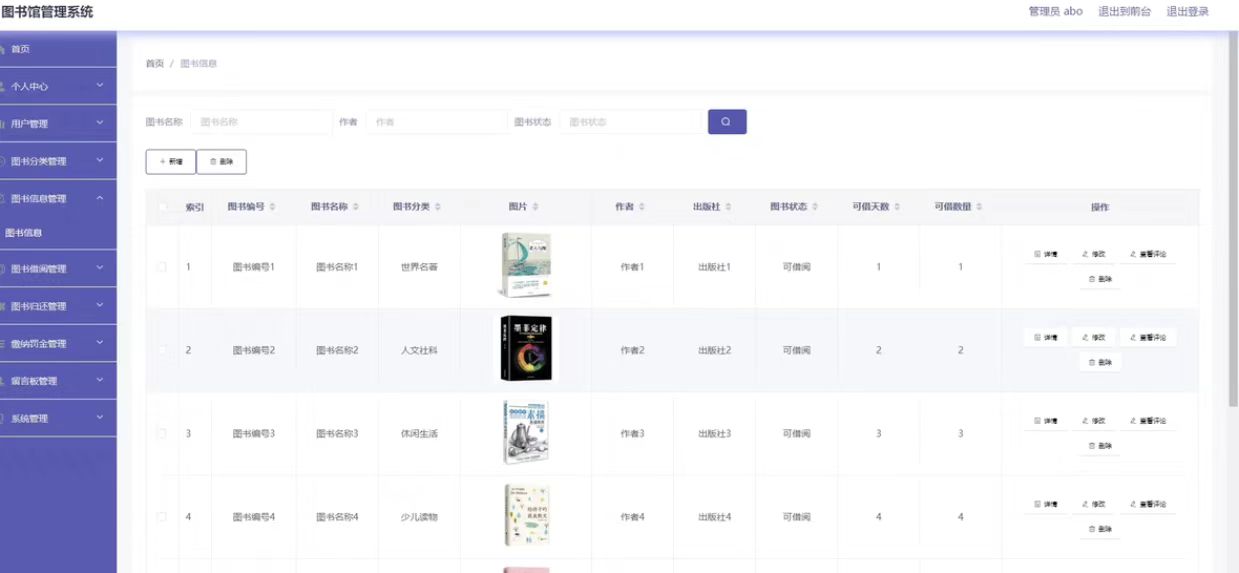 图书馆管理系统
管理员 abo 退出到前台 退出登录
首页
个人中心
用户管理
图书分类管理
图书信息管理
图书信息
图书借阅管理
图书归还管理
缴纳罚金管理
留言板管理
系统管理
首页 / 图书信息
图书名称 图书名称 作者 作者 图书状态 图书状态
+ 新增 删除
索引 图书编号 图书名称 图书分类 图片 作者 出版社 图书状态 可借天数 可借数量 操作
1 图书编号1 图书名称1 世界名著 作者1 出版社1 可借阅 1 1 详情 修改 查看评论
删除
墨菲定律
2 图书编号2 图书名称2 人文社科 作者2 出版社2 可借阅 2 2 详情 修改 查看评论
删除
素描
3 图书编号3 图书名称3 休闲生活 作者3 出版社3 可借阅 3 3 详情 修改 查看评论
删除
4 图书编号4 图书名称4 少儿读物 作者4 出版社4 可借阅 4 4 详情 修改 查看评论
删除